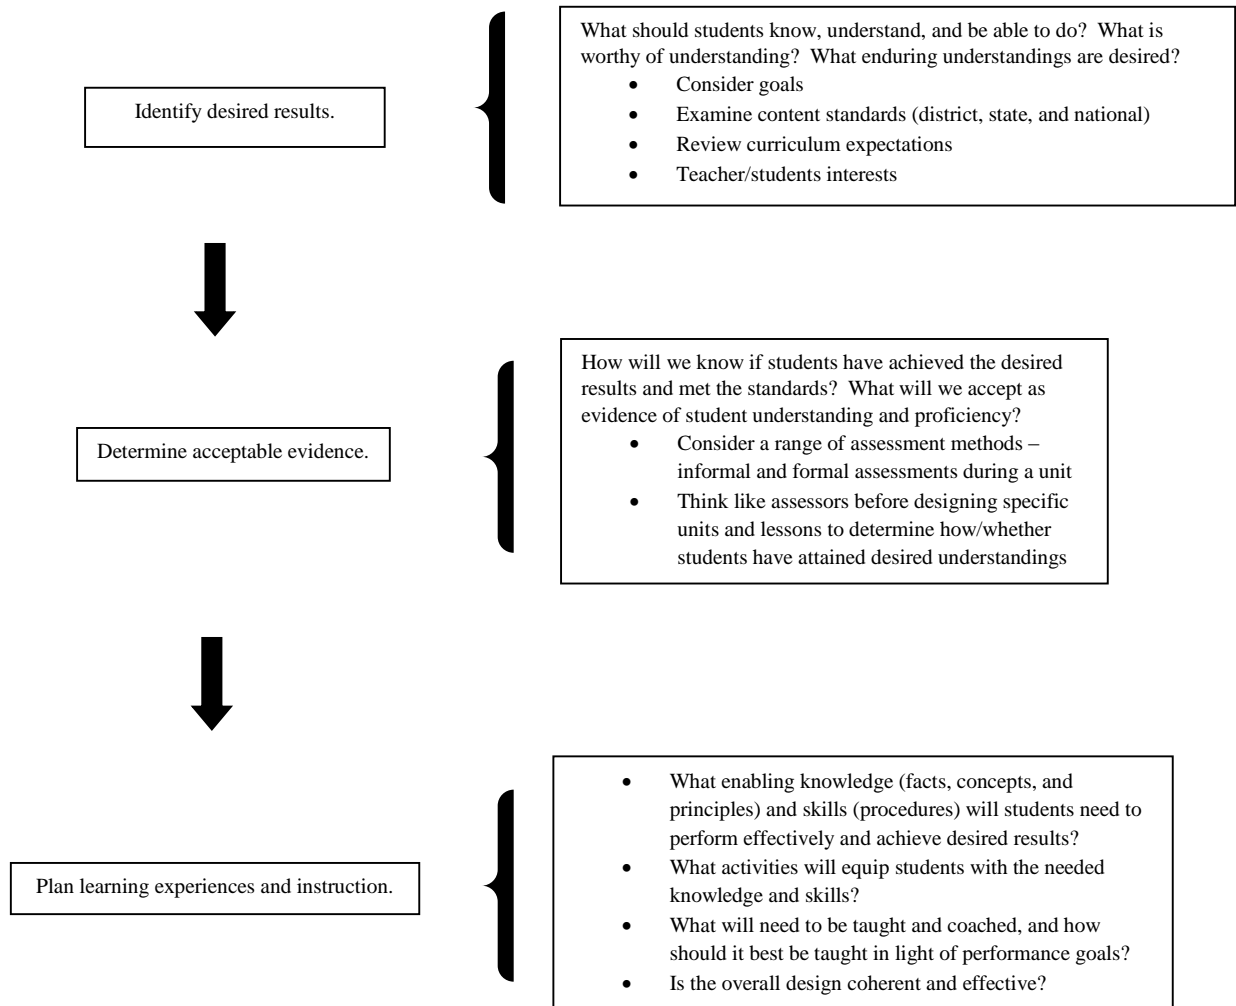 Identify desired results.
What should students know, understand, and be able to do?  What is
worthy of understanding?  What enduring understandings are desired?
• Consider goals
• Examine content standards (district, state, and national)
• Review curriculum expectations
• Teacher/students interests
Determine acceptable evidence.
How will we know if students have achieved the desired
results and met the standards?  What will we accept as
evidence of student understanding and proficiency?
• Consider a range of assessment methods –
informal and formal assessments during a unit
• Think like assessors before designing specific
units and lessons to determine how/whether
students have attained desired understandings
Plan learning experiences and instruction.
• What enabling knowledge (facts, concepts, and
principles) and skills (procedures) will students need to
perform effectively and achieve desired results?
• What activities will equip students with the needed
knowledge and skills?
• What will need to be taught and coached, and how
should it best be taught in light of performance goals?
• Is the overall design coherent and effective?